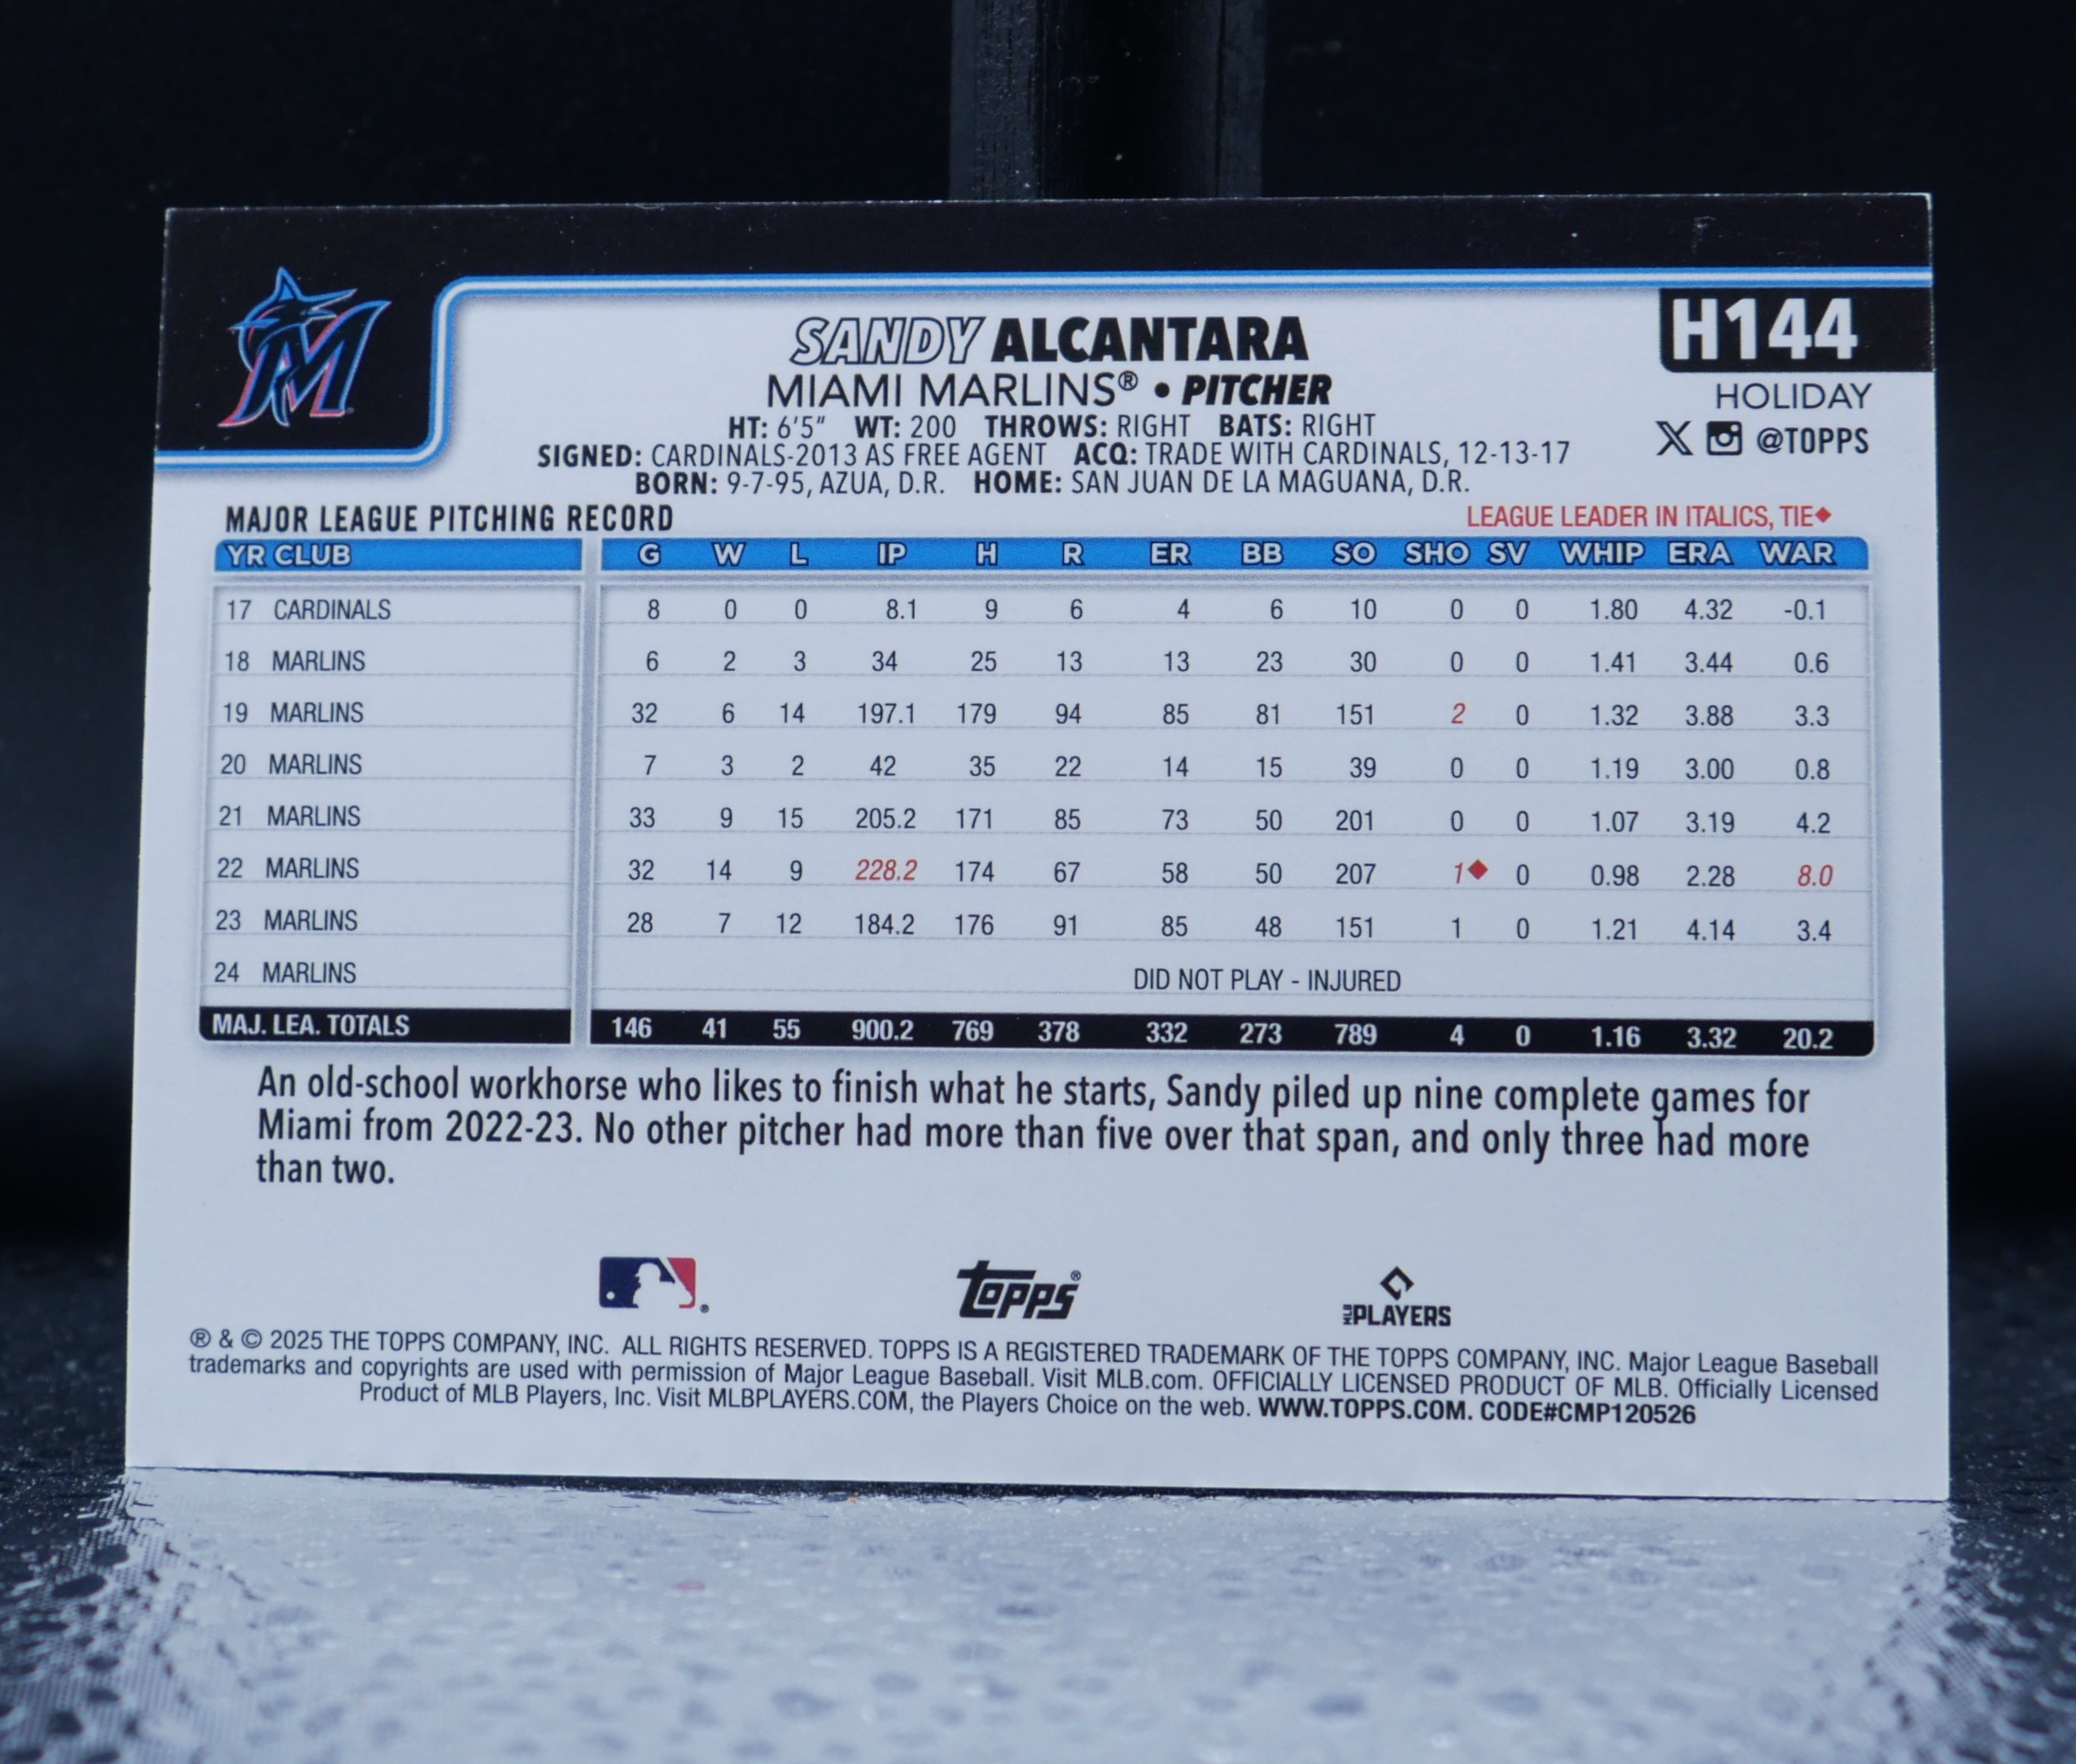 H144
SANDY ALCANTARA
MIAMI MARLINS® • PITCHER
HOLIDAY
HT: 6'5" WT: 200 THROWS: RIGHT BATS: RIGHT
X @TOPPS
SIGNED: CARDINALS-2013 AS FREE AGENT ACQ: TRADE WITH CARDINALS, 12-13-17
BORN: 9-7-95, AZUA, D.R. HOME: SAN JUAN DE LA MAGUANA, D.R.
MAJOR LEAGUE PITCHING RECORD LEAGUE LEADER IN ITALICS, TIE◆
YR CLUB G W L IP H R ER BB SO SHO SV WHIP ERA WAR
17 CARDINALS 8 0 0 8.1 9 6 4 6 10 0 0 1.80 4.32 -0.1
18 MARLINS 6 2 3 34 25 13 13 23 30 0 0 1.41 3.44 0.6
19 MARLINS 32 6 14 197.1 179 94 85 81 151 2 0 1.32 3.88 3.3
20 MARLINS 7 3 2 42 35 22 14 15 39 0 0 1.19 3.00 0.8
21 MARLINS 33 9 15 205.2 171 85 73 50 201 0 0 1.07 3.19 4.2
22 MARLINS 32 14 9 228.2 174 67 58 50 207 1◆ 0 0.98 2.28 8.0
23 MARLINS 28 7 12 184.2 176 91 85 48 151 1 0 1.21 4.14 3.4
24 MARLINS DID NOT PLAY - INJURED
MAJ. LEA. TOTALS 146 41 55 900.2 769 378 332 273 789 4 0 1.16 3.32 20.2
An old-school workhorse who likes to finish what he starts, Sandy piled up nine complete games for
Miami from 2022-23. No other pitcher had more than five over that span, and only three had more
than two.
TOPPS®
MLB PLAYERS
® & © 2025 THE TOPPS COMPANY, INC. ALL RIGHTS RESERVED. TOPPS IS A REGISTERED TRADEMARK OF THE TOPPS COMPANY, INC. Major League Baseball
trademarks and copyrights are used with permission of Major League Baseball. Visit MLB.com. OFFICIALLY LICENSED PRODUCT OF MLB. Officially Licensed
Product of MLB Players, Inc. Visit MLBPLAYERS.COM, the Players Choice on the web. WWW.TOPPS.COM. CODE#CMP120526